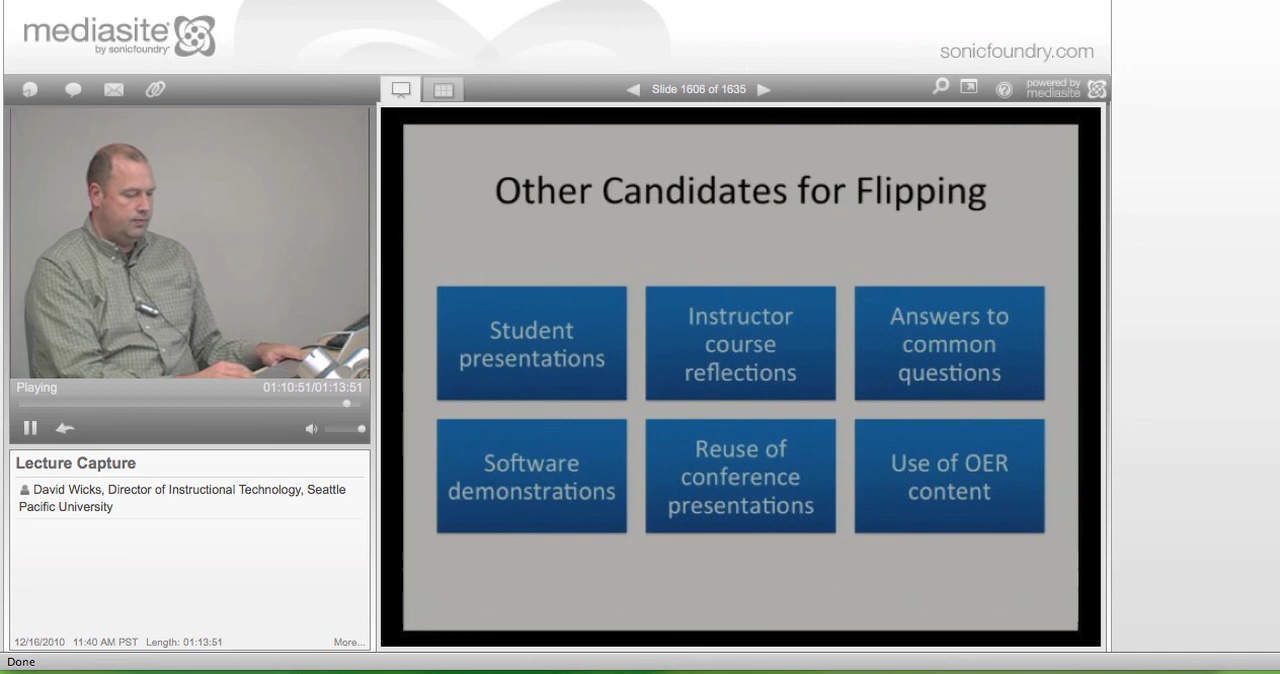 mediasite
by sonicfoundry
sonicfoundry.com
Slide 1606 of 1635
powered by
mediasite
Other Candidates for Flipping
Student
presentations
Instructor
course
reflections
Answers to
common
questions
Software
demonstrations
Reuse of
conference
presentations
Use of OER
content
Playing
01:10:51/01:13:51
Lecture Capture
David Wicks, Director of Instructional Technology, Seattle
Pacific University
12/16/2010 11:40 AM PST Length: 01:13:51
More...
Done